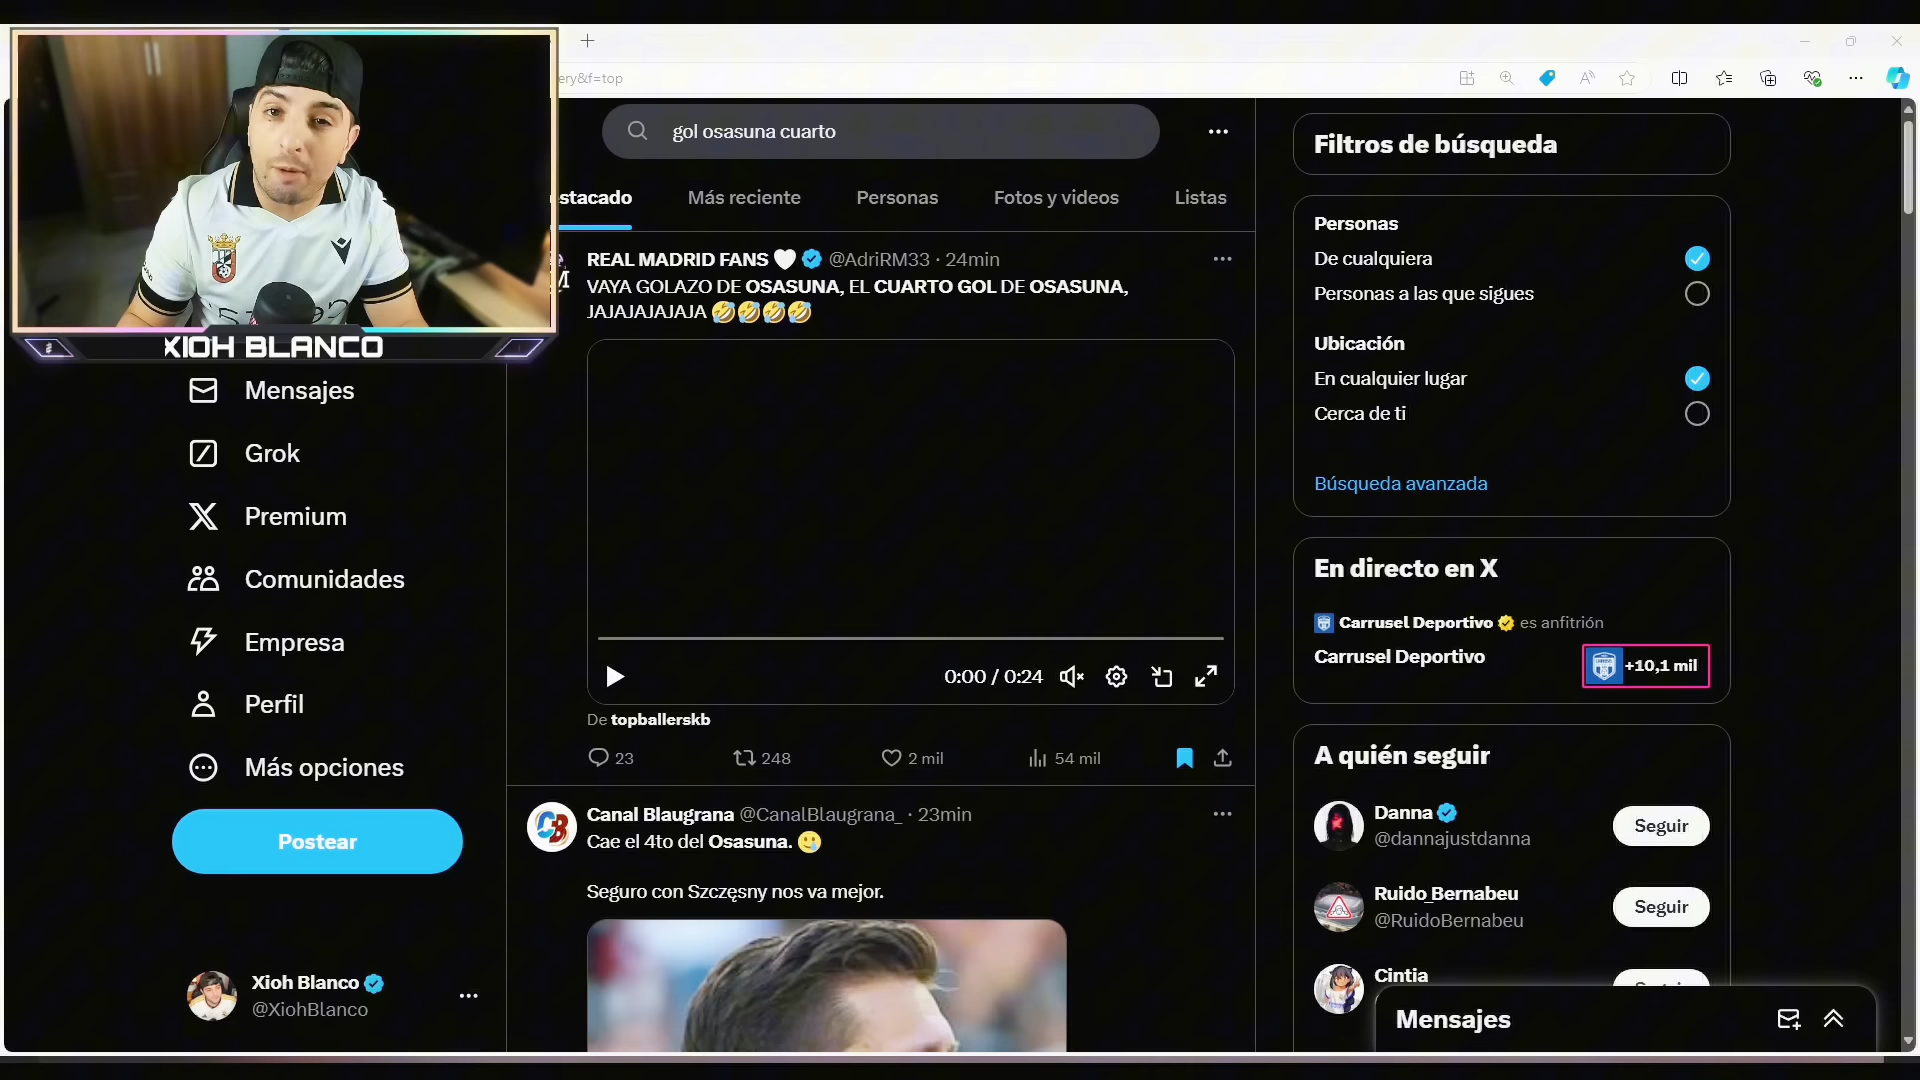 ery&f=top
gol osasuna cuarto
stacado
Más reciente
Personas
Fotos y videos
Listas
REAL MADRID FANS 🤍 @AdriRM33 · 24min
VAYA GOLAZO DE OSASUNA, EL CUARTO GOL DE OSASUNA,
JAJAJAJAJAJA 🤣🤣🤣🤣
0:00 / 0:24
De topballerskb
23
248
2 mil
54 mil
Canal Blaugrana @CanalBlaugrana_ · 23min
Cae el 4to del Osasuna. 🥲
Seguro con Szczęsny nos va mejor.
XIOH BLANCO
Mensajes
Grok
Premium
Comunidades
Empresa
Perfil
Más opciones
Postear
Xioh Blanco
@XiohBlanco
Filtros de búsqueda
Personas
De cualquiera
Personas a las que sigues
Ubicación
En cualquier lugar
Cerca de ti
Búsqueda avanzada
En directo en X
Carrusel Deportivo es anfitrión
Carrusel Deportivo
+10,1 mil
A quién seguir
Danna
@dannajustdanna
Seguir
Ruido_Bernabeu
@RuidoBernabeu
Seguir
Cintia
Mensajes